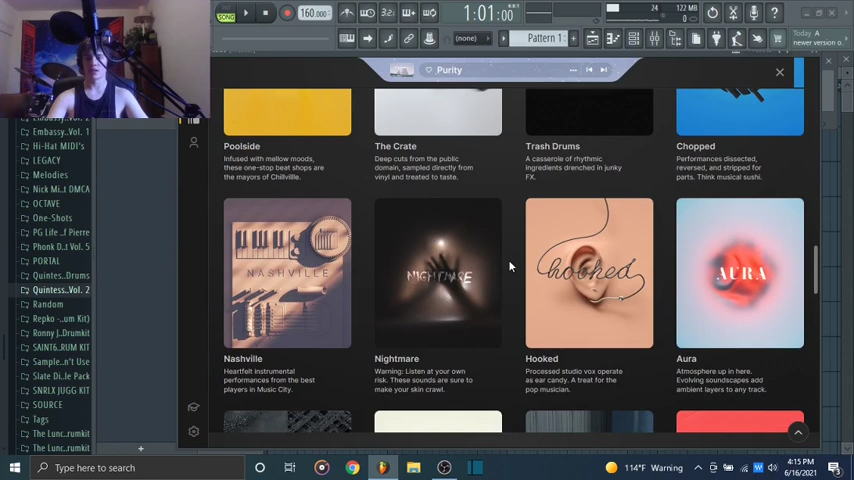 SONG
160.000
1:01:00
24
122 MB
0
(none)
Pattern 1
Today A
newer version o..
Purity
Embassy..Vol. 1
Hi-Hat MIDI's
LEGACY
Melodies
Nick Mi..t DMCA
OCTAVE
One-Shots
PG Life ..f Pierre
Phonk D..t Vol. 5
PORTAL
Quintes..Drums
Quintess..Vol. 2
Random
Repko -..um Kit)
Ronny J..Drumkit
SAINT6..RUM KIT
Sample..n't Use
Slate Di..le Pack
SNRLX JUGG KIT
SOURCE
Tags
The Lunc..rumkit
The Lunc..rumkit
Poolside
Infused with mellow moods,
these one-stop beat shops are
the mayors of Chillville.
The Crate
Deep cuts from the public
domain, sampled directly from
vinyl and treated to taste.
Trash Drums
A casserole of rhythmic
ingredients drenched in junky
FX.
Chopped
Performances dissected,
reversed, and stripped for
parts. Think musical sushi.
NASHVILLE
NIGHTMARE
hooked
AURA
Nashville
Heartfelt instrumental
performances from the best
players in Music City.
Nightmare
Warning: Listen at your own
risk. These sounds are sure to
make your skin crawl.
Hooked
Processed studio vox operate
as ear candy. A treat for the
pop musician.
Aura
Atmosphere up in here.
Evolving soundscapes add
ambient layers to any track.
Type here to search
114°F Warning
4:15 PM
6/16/2021